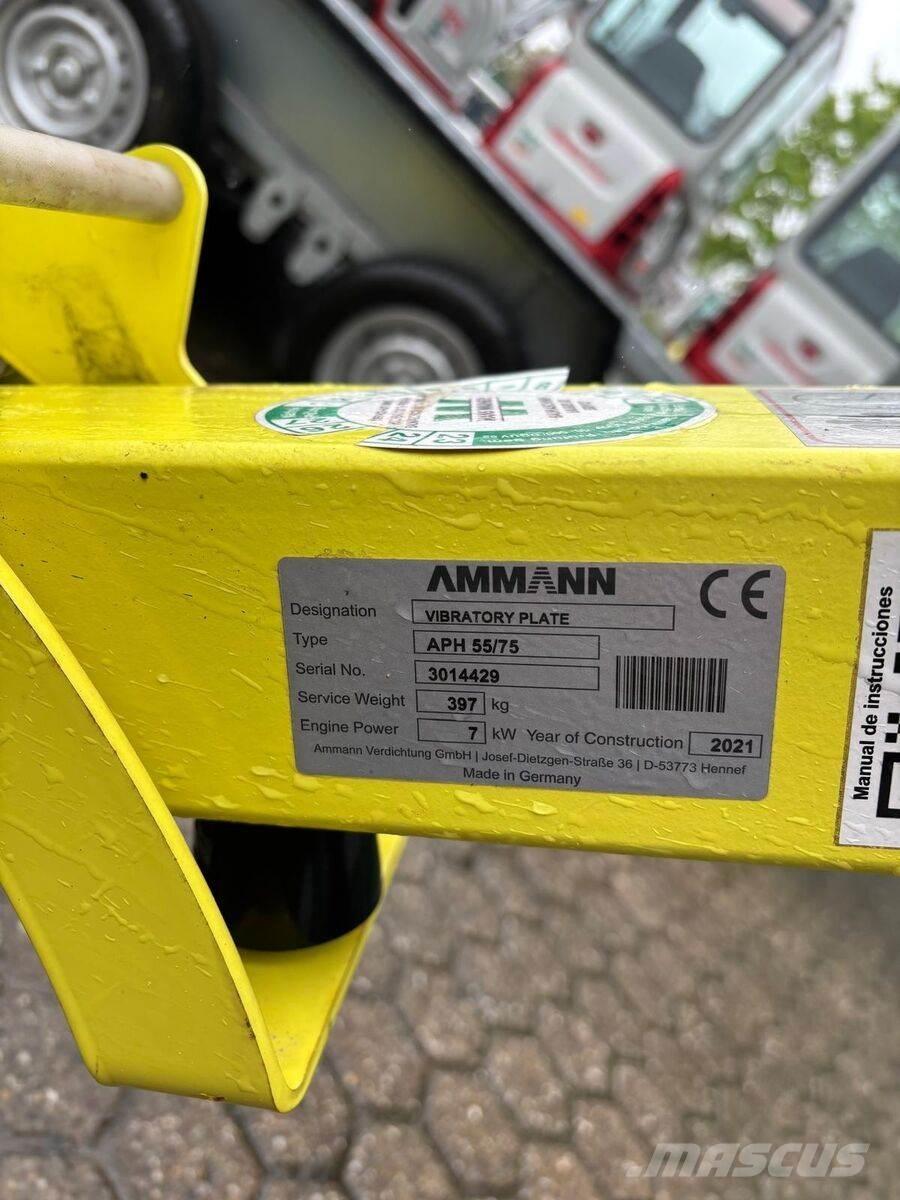 AMMANN
CE
Designation VIBRATORY PLATE
Type APH 55/75
Serial No. 3014429
Service Weight 397 kg
Engine Power 7 kW Year of Construction 2021
Ammann Verdichtung GmbH | Josef-Dietzgen-Straße 36 | D-53773 Hennef
Made in Germany
Manual de instrucciones
23
MASCUS